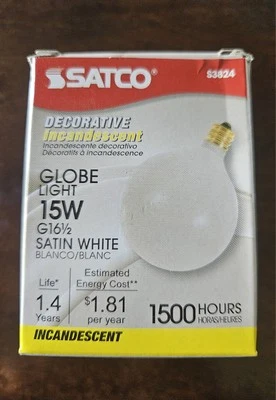 SATCO®
S3824
DECORATIVE
Incandescent
Incandescente decorativo
Décoratifs à incandescence
GLOBE
LIGHT
15W
G16½
SATIN WHITE
BLANCO/BLANC
Life*
1.4
Years
Estimated
Energy Cost**
$1.81
per year
1500 HOURS
HORAS/HEURES
INCANDESCENT